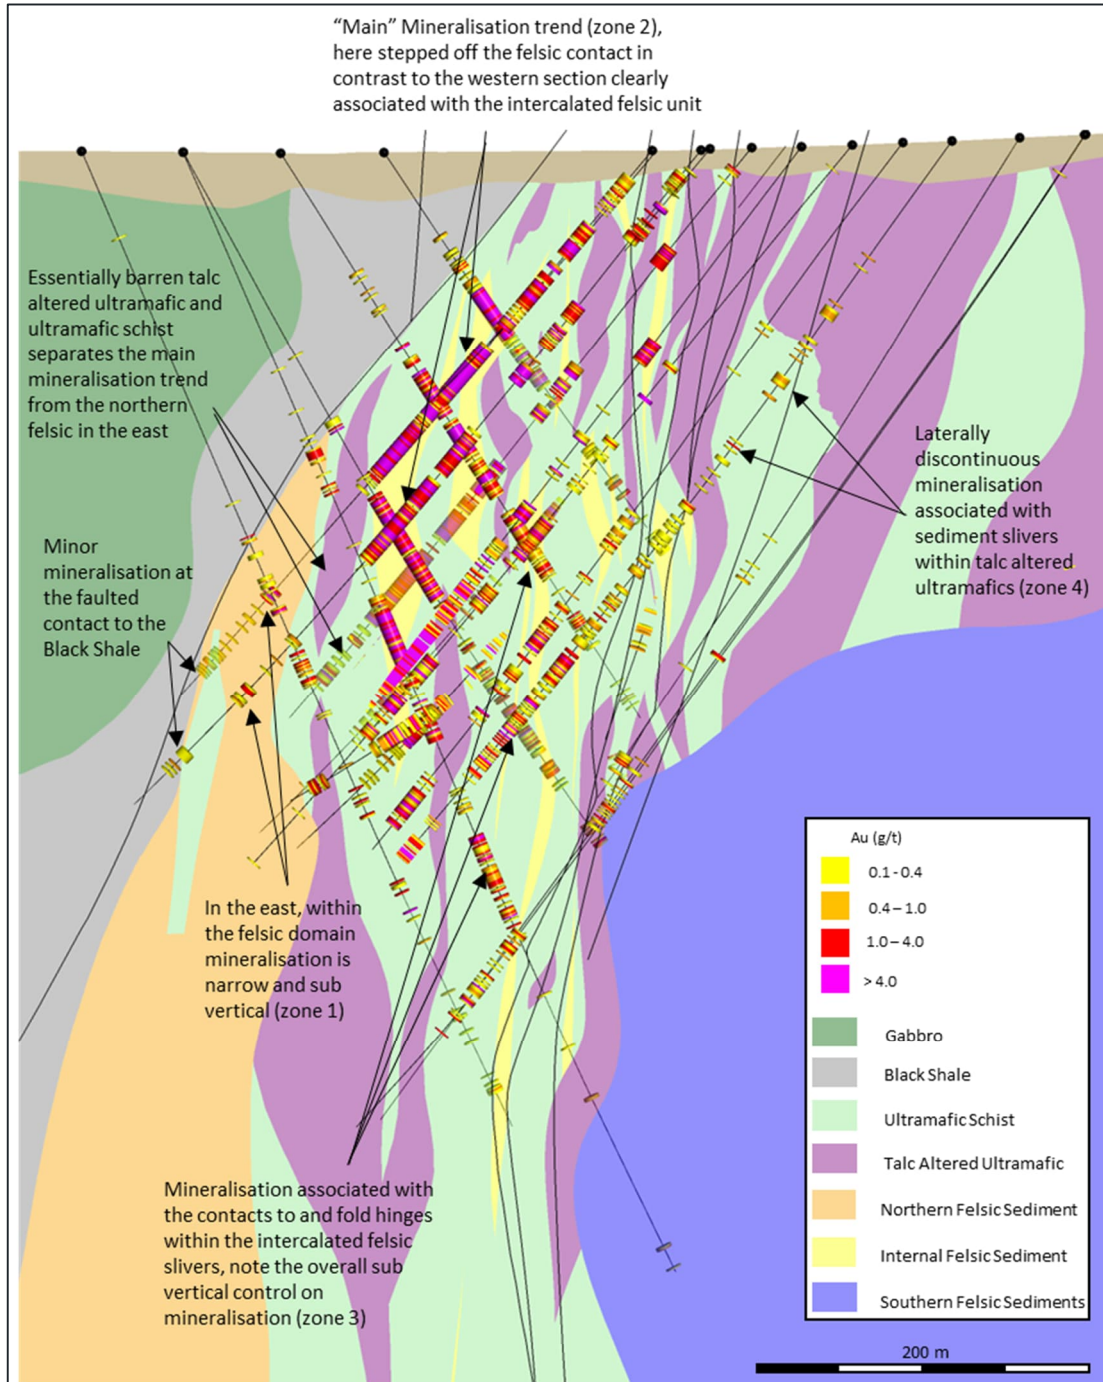 “Main” Mineralisation trend (zone 2),
here stepped off the felsic contact in
contrast to the western section clearly
associated with the intercalated felsic unit
Essentially barren talc
altered ultramafic and
ultramafic schist
separates the main
mineralisation trend
from the northern
felsic in the east
Laterally
discontinuous
mineralisation
associated with
sediment slivers
within talc altered
ultramafics (zone 4)
Minor
mineralisation at
the faulted
contact to the
Black Shale
In the east, within
the felsic domain
mineralisation is
narrow and sub
vertical (zone 1)
Mineralisation associated with
the contacts to and fold hinges
within the intercalated felsic
slivers, note the overall sub
vertical control on
mineralisation (zone 3)
Au (g/t)
0.1 - 0.4
0.4 – 1.0
1.0 – 4.0
> 4.0
Gabbro
Black Shale
Ultramafic Schist
Talc Altered Ultramafic
Northern Felsic Sediment
Internal Felsic Sediment
Southern Felsic Sediments
200 m